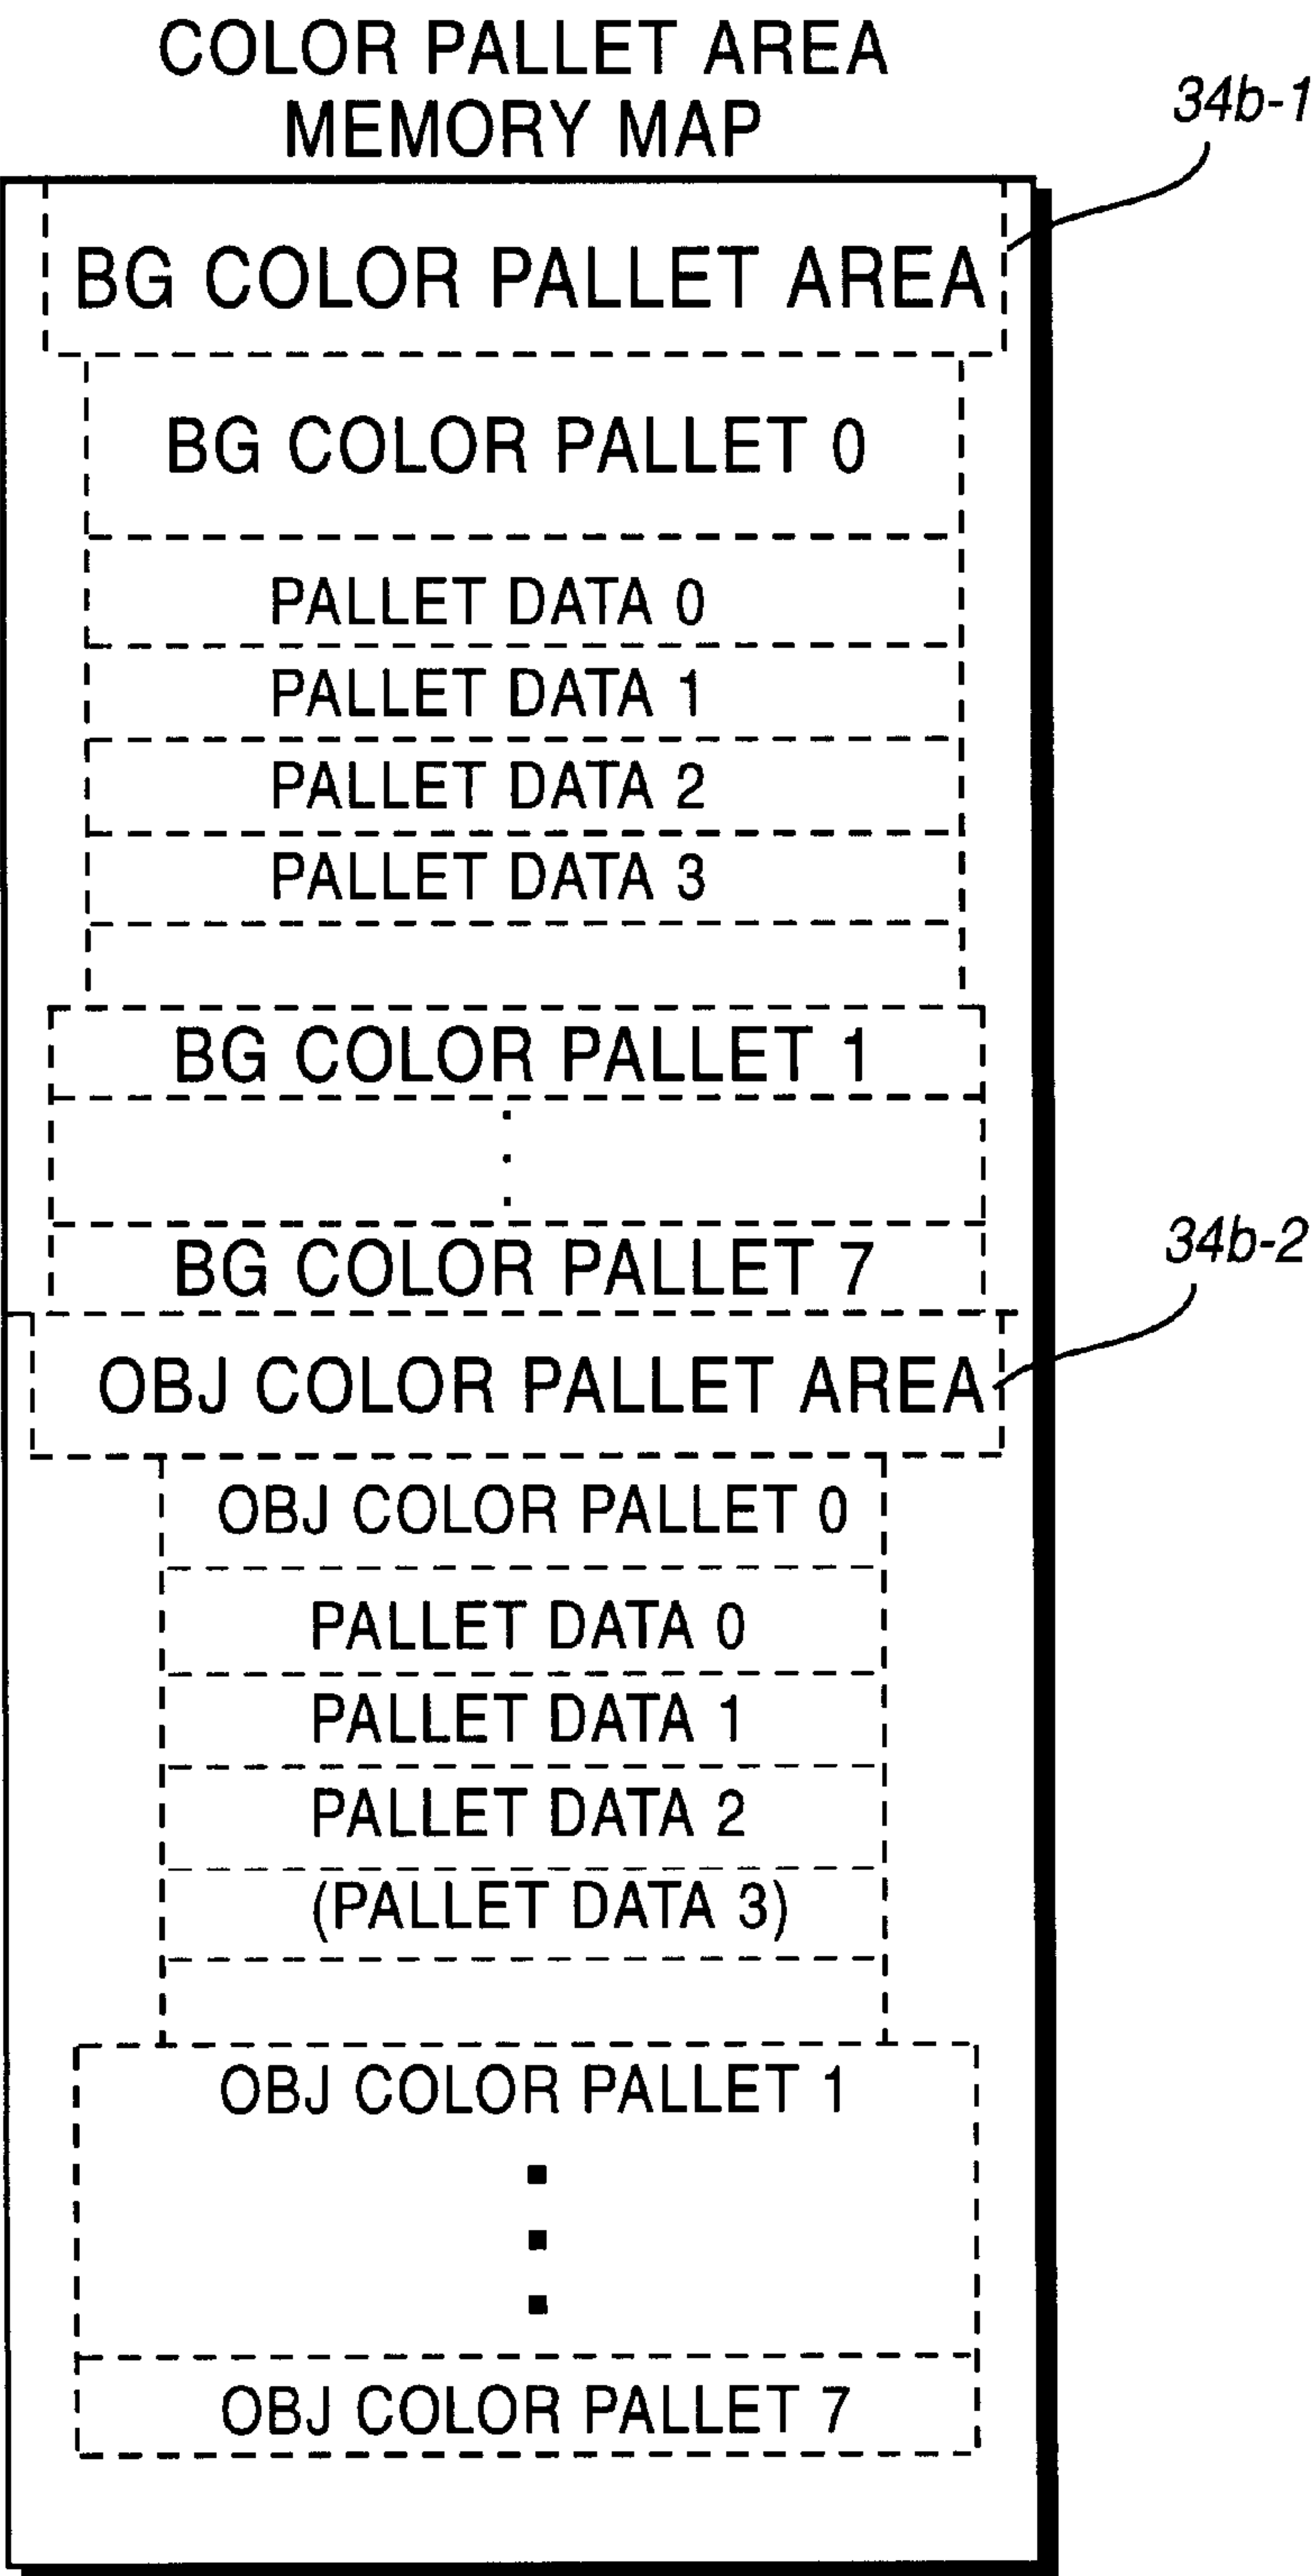 COLOR PALLET AREA
MEMORY MAP
34b-1
BG COLOR PALLET AREA
BG COLOR PALLET 0
PALLET DATA 0
PALLET DATA 1
PALLET DATA 2
PALLET DATA 3
BG COLOR PALLET 1
BG COLOR PALLET 7
34b-2
OBJ COLOR PALLET AREA
OBJ COLOR PALLET 0
PALLET DATA 0
PALLET DATA 1
PALLET DATA 2
(PALLET DATA 3)
OBJ COLOR PALLET 1
OBJ COLOR PALLET 7